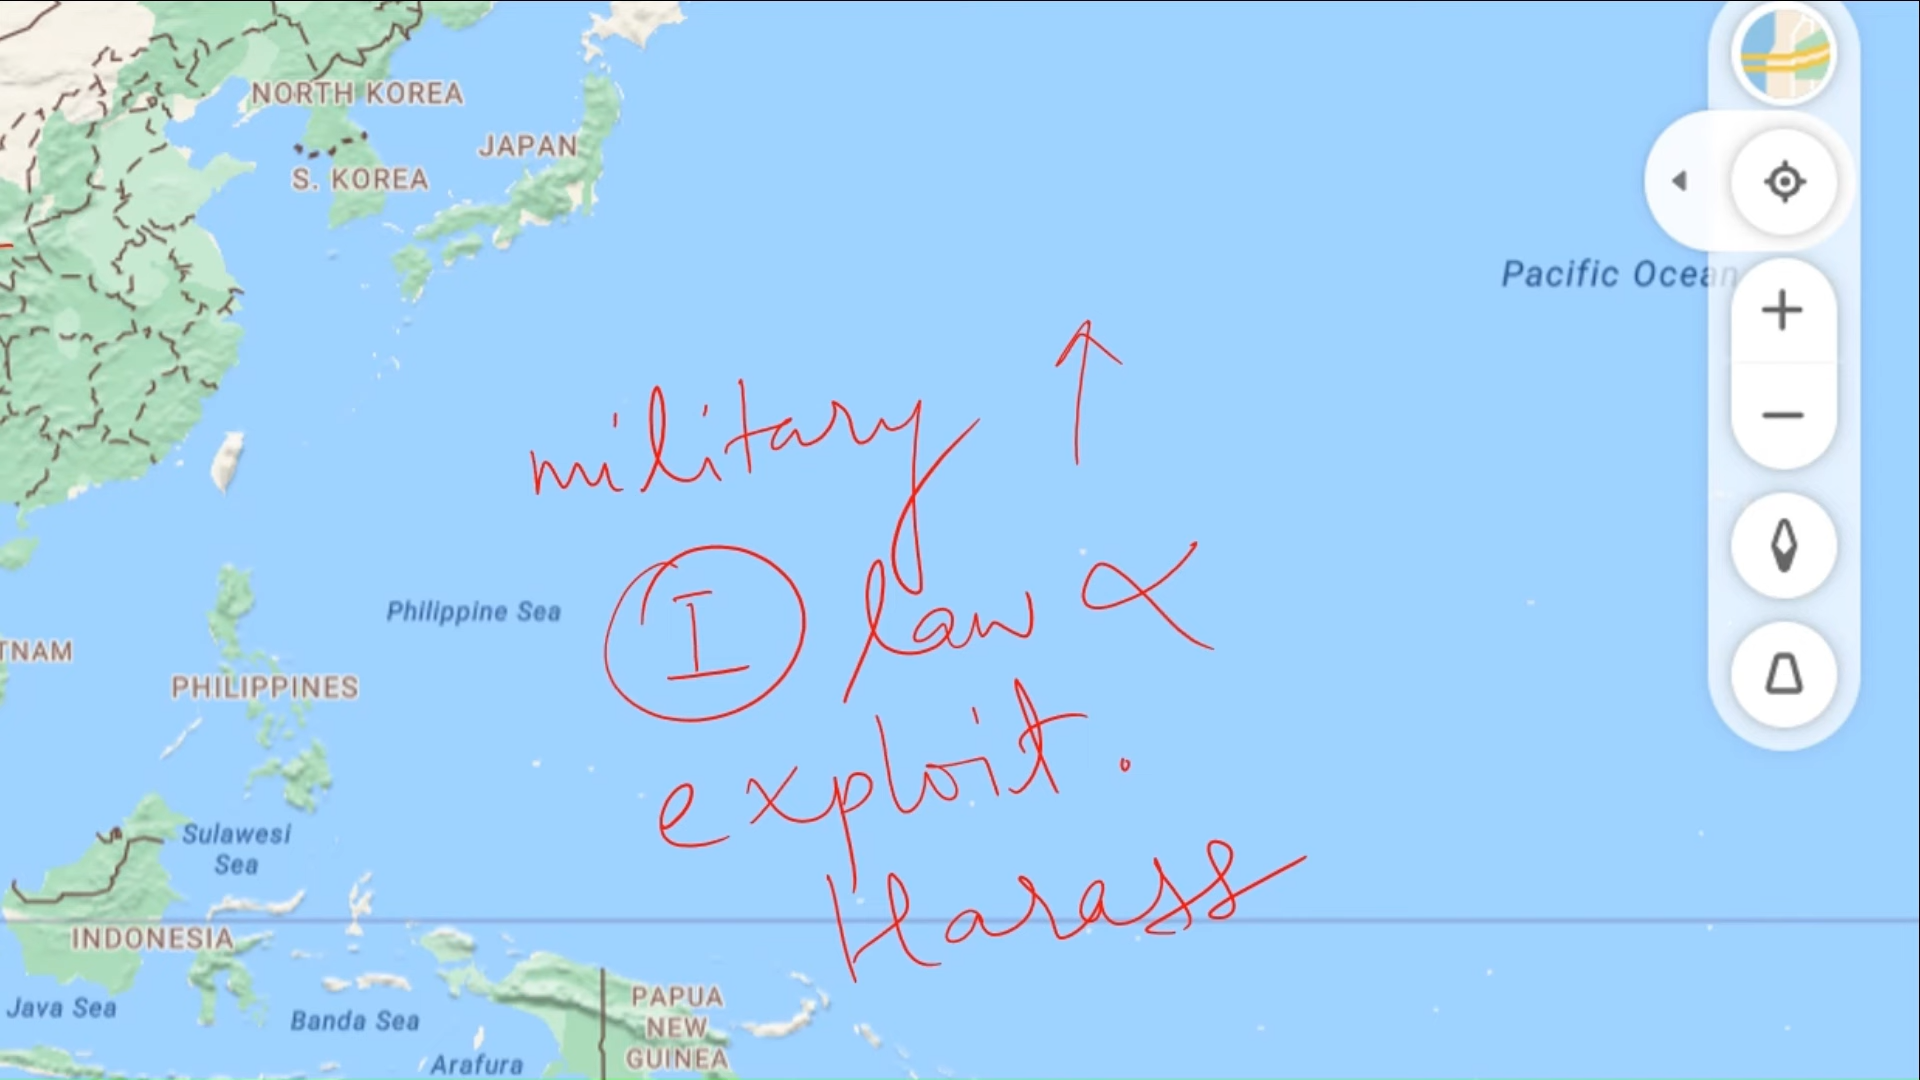 NORTH KOREA
JAPAN
S. KOREA
Pacific Ocean
military ↑
Philippine Sea
I law ∝
TNAM
PHILIPPINES
exploit.
Sulawesi
Sea
Harass
INDONESIA
Java Sea
Banda Sea
PAPUA
NEW
GUINEA
Arafura